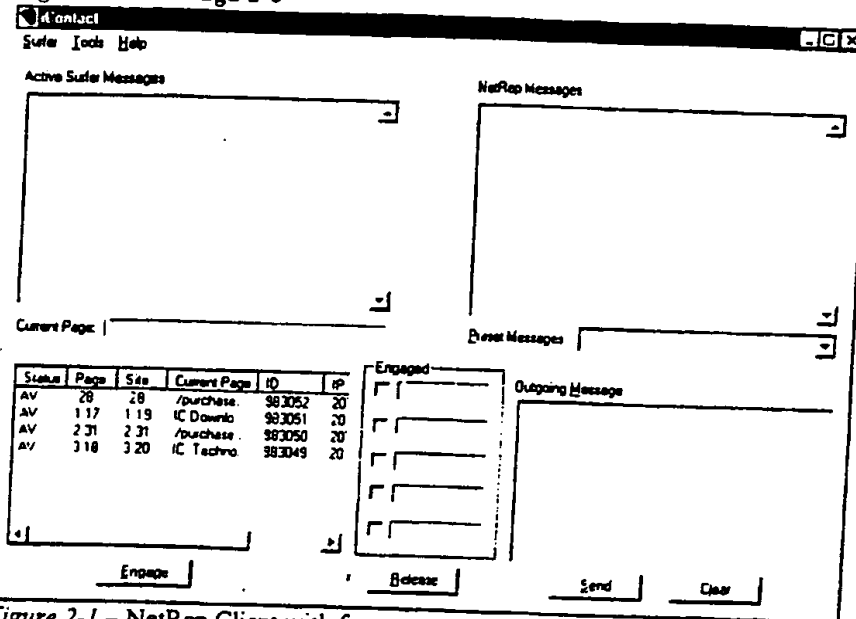 iContact
Surfer Tools Help
Active Surfer Messages
NetRep Messages
Current Page:
Preset Messages
Status Page Site Current Page ID IP
AV 28 28 /purchase. 983052 20
AV 1 17 1 19 IC Downlo 983051 20
AV 2 31 2 31 /purchase . 983050 20
AV 3 18 3 20 IC Techno. 983049 20
Engaged
Outgoing Message
Engage
Release
Send
Clear
Figure 2-1 – NetRep Client with